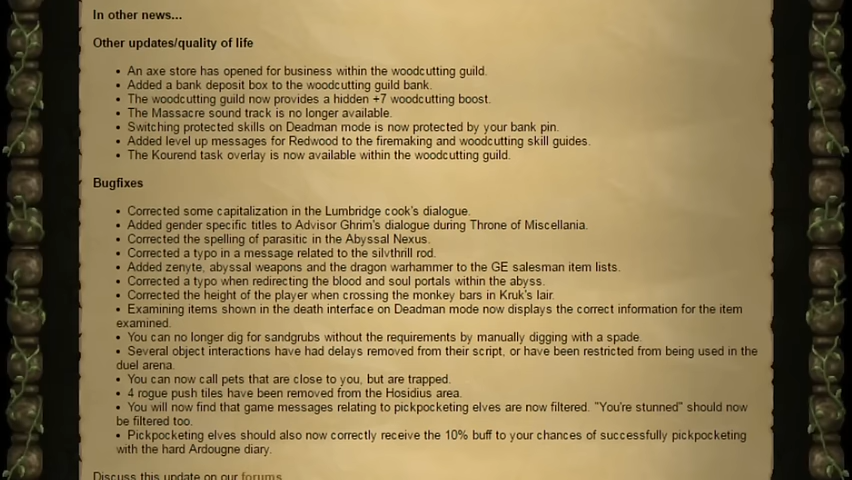 In other news...
Other updates/quality of life
• An axe store has opened for business within the woodcutting guild.
• Added a bank deposit box to the woodcutting guild bank.
• The woodcutting guild now provides a hidden +7 woodcutting boost.
• The Massacre sound track is no longer available.
• Switching protected skills on Deadman mode is now protected by your bank pin.
• Added level up messages for Redwood to the firemaking and woodcutting skill guides.
• The Kourend task overlay is now available within the woodcutting guild.
Bugfixes
• Corrected some capitalization in the Lumbridge cook's dialogue.
• Added gender specific titles to Advisor Ghrim's dialogue during Throne of Miscellania.
• Corrected the spelling of parasitic in the Abyssal Nexus.
• Corrected a typo in a message related to the silvthrill rod.
• Added zenyte, abyssal weapons and the dragon warhammer to the GE salesman item lists.
• Corrected a typo when redirecting the blood and soul portals within the abyss.
• Corrected the height of the player when crossing the monkey bars in Kruk's lair.
• Examining items shown in the death interface on Deadman mode now displays the correct information for the item
examined.
• You can no longer dig for sandgrubs without the requirements by manually digging with a spade.
• Several object interactions have had delays removed from their script, or have been restricted from being used in the
duel arena.
• You can now call pets that are close to you, but are trapped.
• 4 rogue push tiles have been removed from the Hosidius area.
• You will now find that game messages relating to pickpocketing elves are now filtered. "You're stunned" should now
be filtered too.
• Pickpocketing elves should also now correctly receive the 10% buff to your chances of successfully pickpocketing
with the hard Ardougne diary.
Discuss this update on our forums